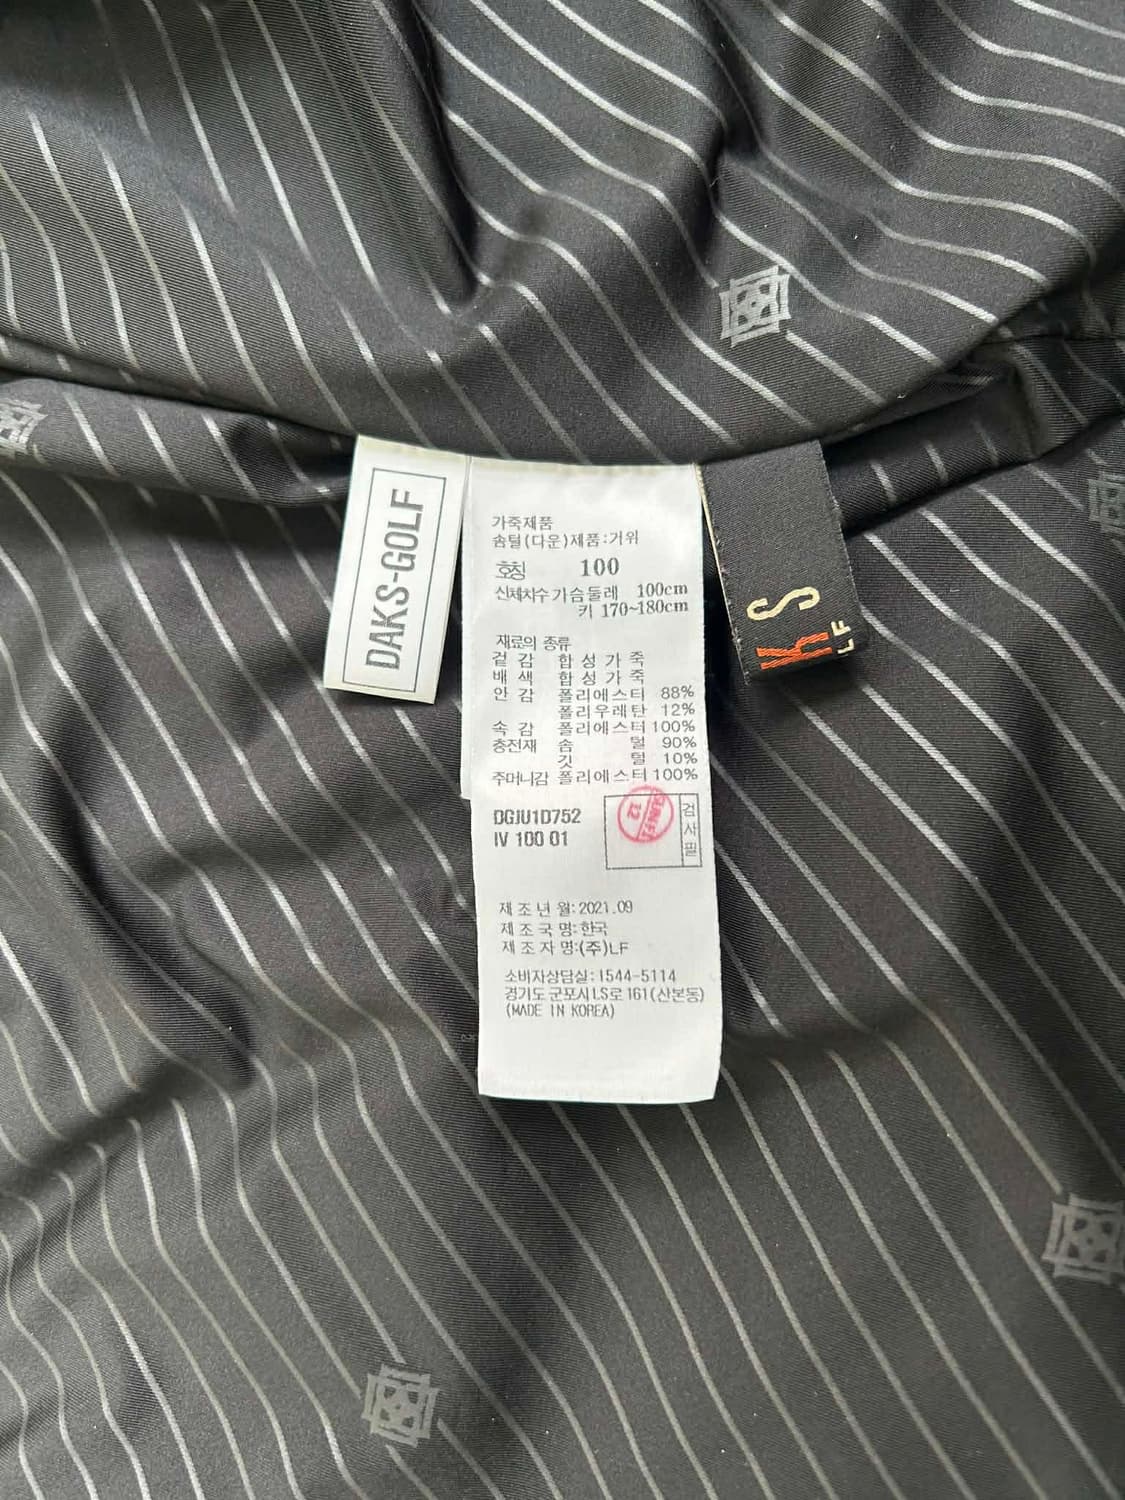 DAKS-GOLF
가죽제품
솜털(다운)제품:거위
호칭 100
신체치수 가슴둘레 100cm
키 170~180cm
재료의 종류
겉감 합성가죽
배색 합성가죽
안감 폴리에스터 88%
폴리우레탄 12%
속감 폴리에스터 100%
충전재 솜털 90%
깃털 10%
주머니감 폴리에스터 100%
DGJU1D752
IV 100 01
검사필
제조년월:2021.09
제조국명:한국
제조자명:(주)LF
소비자상담실:1544-5114
경기도 군포시 LS로 161(산본동)
(MADE IN KOREA)
KS
LF